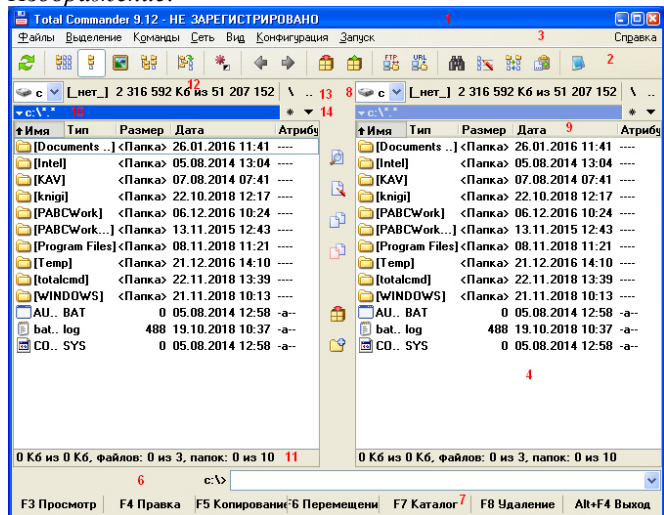 Изображение:
Total Commander 9.12 - НЕ ЗАРЕГИСТРИРОВАНО 1
Файлы Выделение Команды Сеть Вид Конфигурация Запуск 3 Справка
FTP URL 2
12
c [_нет_] 2 316 592 Кб из 51 207 152 \ .. 13 8 c [_нет_] 2 316 592 Кб из 51 207 152 \ ..
c:\*.* 10 * 14 c:\*.* *
Имя Тип Размер Дата Атрибу Имя Тип Размер Дата 9 Атрибу
[Documents ..] <Папка> 26.01.2016 11:41 ---- [Documents ..] <Папка> 26.01.2016 11:41 ----
[Intel] <Папка> 05.08.2014 13:04 ---- [Intel] <Папка> 05.08.2014 13:04 ----
[KAV] <Папка> 07.08.2014 07:41 ---- [KAV] <Папка> 07.08.2014 07:41 ----
[knigi] <Папка> 22.10.2018 12:17 ---- [knigi] <Папка> 22.10.2018 12:17 ----
[PABCWork] <Папка> 06.12.2016 10:24 ---- [PABCWork] <Папка> 06.12.2016 10:24 ----
[PABCWork...] <Папка> 13.11.2015 12:43 ---- [PABCWork...] <Папка> 13.11.2015 12:43 ----
[Program Files] <Папка> 08.11.2018 11:21 ---- [Program Files] <Папка> 08.11.2018 11:21 ----
[Temp] <Папка> 21.12.2016 14:10 ---- [Temp] <Папка> 21.12.2016 14:10 ----
[totalcmd] <Папка> 22.11.2018 13:39 ---- [totalcmd] <Папка> 22.11.2018 13:39 ----
[WINDOWS] <Папка> 21.11.2018 10:13 ---- [WINDOWS] <Папка> 21.11.2018 10:13 ----
AU.. BAT 0 05.08.2014 12:58 -a-- AU.. BAT 0 05.08.2014 12:58 -a--
bat.. log 488 19.10.2018 10:37 -a-- bat.. log 488 19.10.2018 10:37 -a--
CO.. SYS 0 05.08.2014 12:58 -a-- CO.. SYS 0 05.08.2014 12:58 -a--
4
0 Кб из 0 Кб, файлов: 0 из 3, папок: 0 из 10 11 0 Кб из 0 Кб, файлов: 0 из 3, папок: 0 из 10
6 c:\>
F3 Просмотр F4 Правка F5 Копирование F6 Перемещени F7 Каталог 7 F8 Удаление Alt+F4 Выход